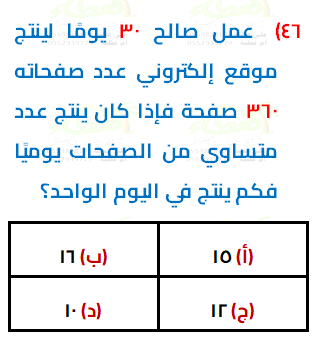 ٤٦) عمل صالح ٣٠ يومًا لينتج
موقع إلكتروني عدد صفحاته
٣٦٠ صفحة فإذا كان ينتج عدد
متساوي من الصفحات يوميًا
فكم ينتج في اليوم الواحد؟
(أ) ١٥ (ب) ١٦
(ج) ١٢ (د) ١٠